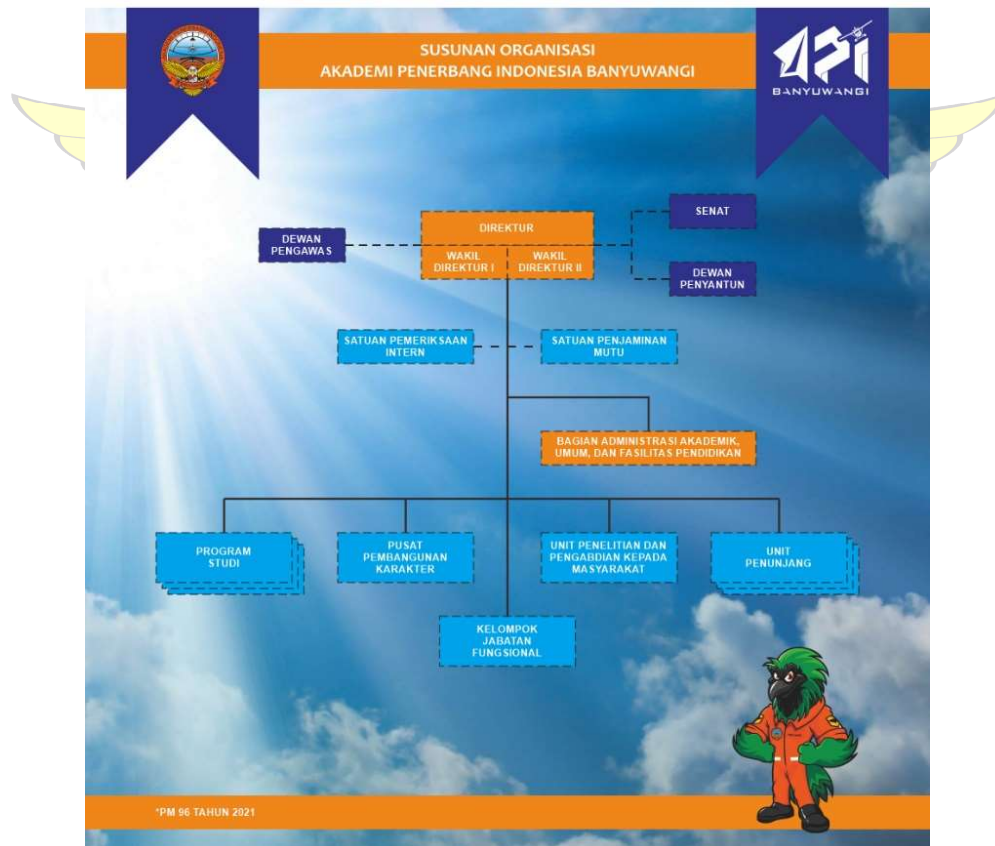 SUSUNAN ORGANISASI
AKADEMI PENERBANG INDONESIA BANYUWANGI
API
BANYUWANGI
SENAT
DIREKTUR
DEWAN
PENGAWAS
WAKIL
DIREKTUR I
WAKIL
DIREKTUR II
DEWAN
PENYANTUN
SATUAN PEMERIKSAAN
INTERN
SATUAN PENJAMINAN
MUTU
BAGIAN ADMINISTRASI AKADEMIK,
UMUM, DAN FASILITAS PENDIDIKAN
PROGRAM
STUDI
PUSAT
PEMBANGUNAN
KARAKTER
UNIT PENELITIAN DAN
PENGABDIAN KEPADA
MASYARAKAT
UNIT
PENUNJANG
KELOMPOK
JABATAN
FUNGSIONAL
*PM 96 TAHUN 2021